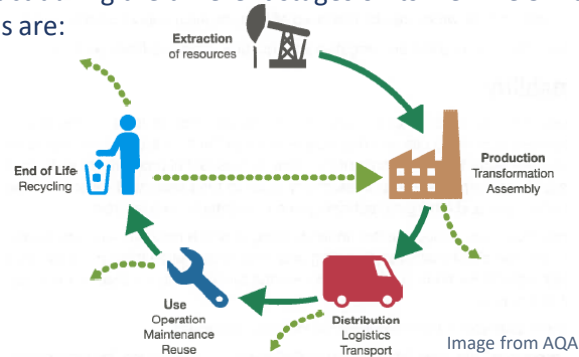 s are:
Extraction
of resources
Production
Transformation
Assembly
End of Life
Recycling
Use
Operation
Maintenance
Reuse
Distribution
Logistics
Transport
Image from AQA